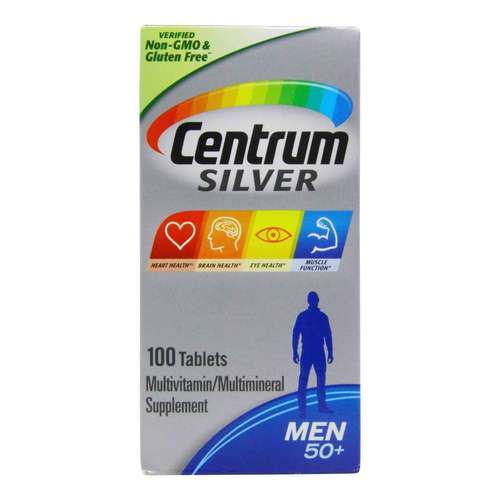 VERIFIED
Non-GMO &
Gluten Free
Centrum
SILVER
HEART HEALTH
BRAIN HEALTH
EYE HEALTH
MUSCLE
FUNCTION
100 Tablets
Multivitamin/Multimineral
Supplement
MEN
50+